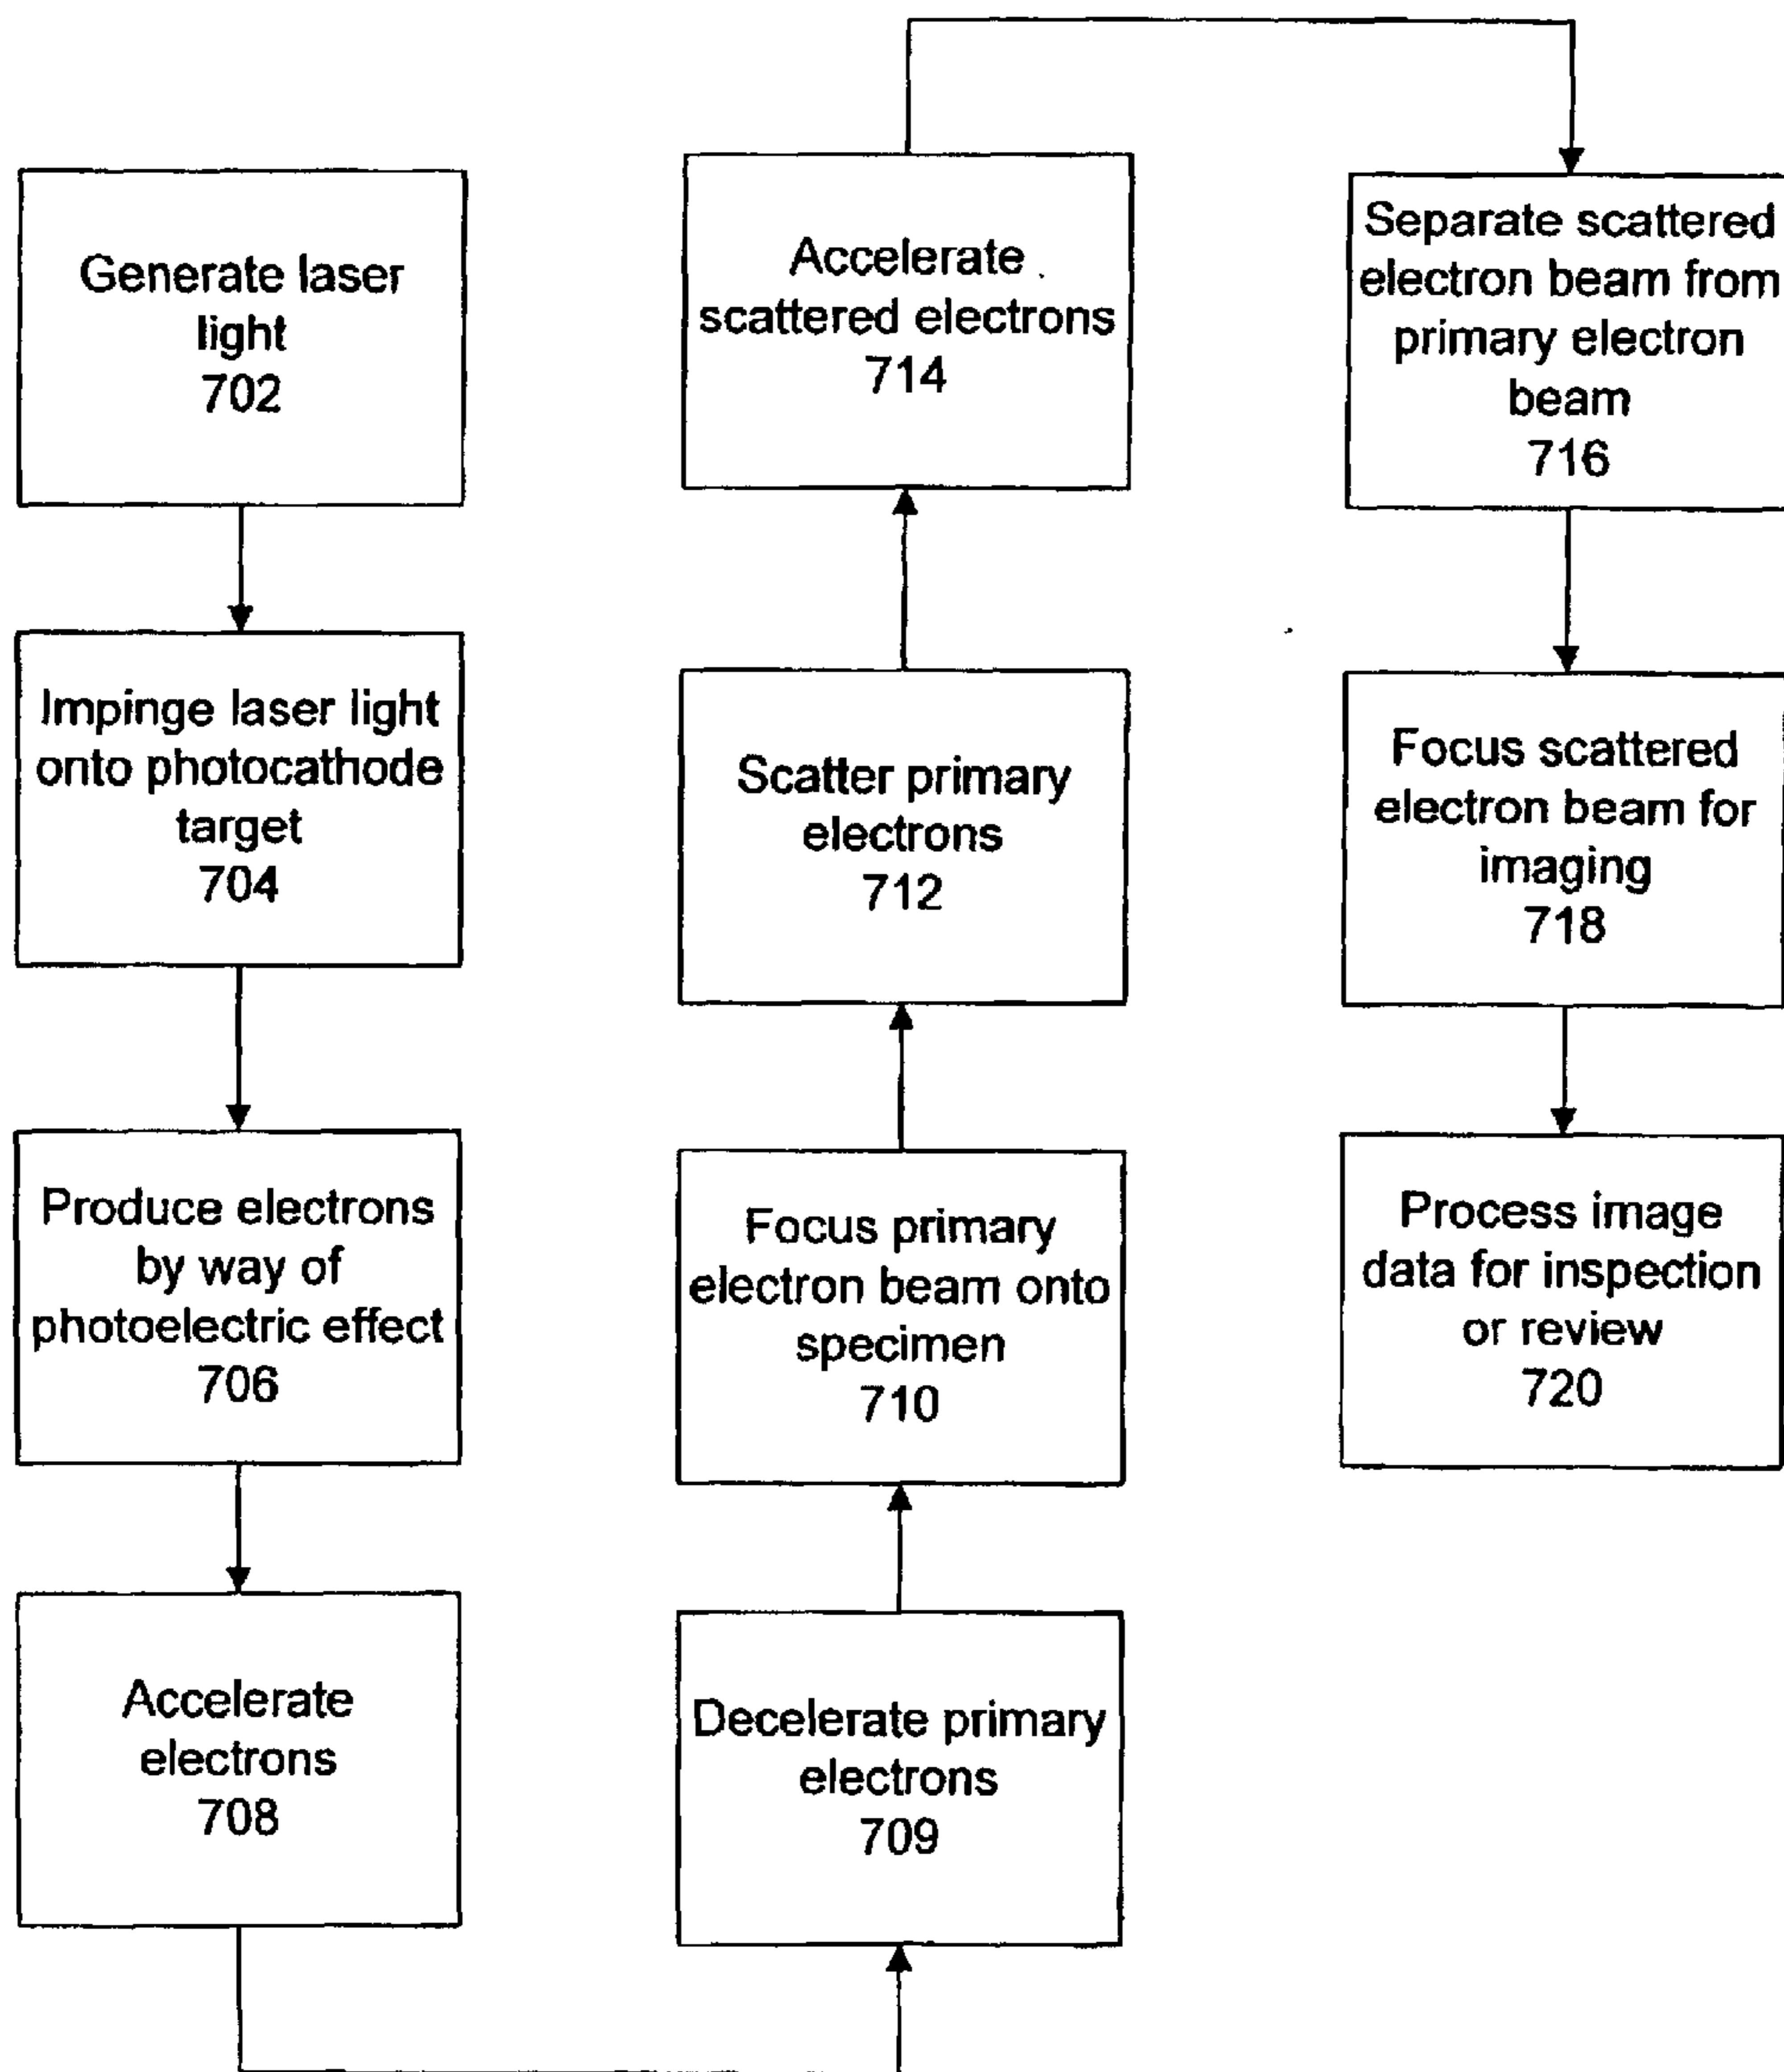 Generate laser
light
702
Impinge laser light
onto photocathode
target
704
Produce electrons
by way of
photoelectric effect
706
Accelerate
electrons
708
Decelerate primary
electrons
709
Focus primary
electron beam onto
specimen
710
Scatter primary
electrons
712
Accelerate
scattered electrons
714
Separate scattered
electron beam from
primary electron
beam
716
Focus scattered
electron beam for
imaging
718
Process image
data for inspection
or review
720